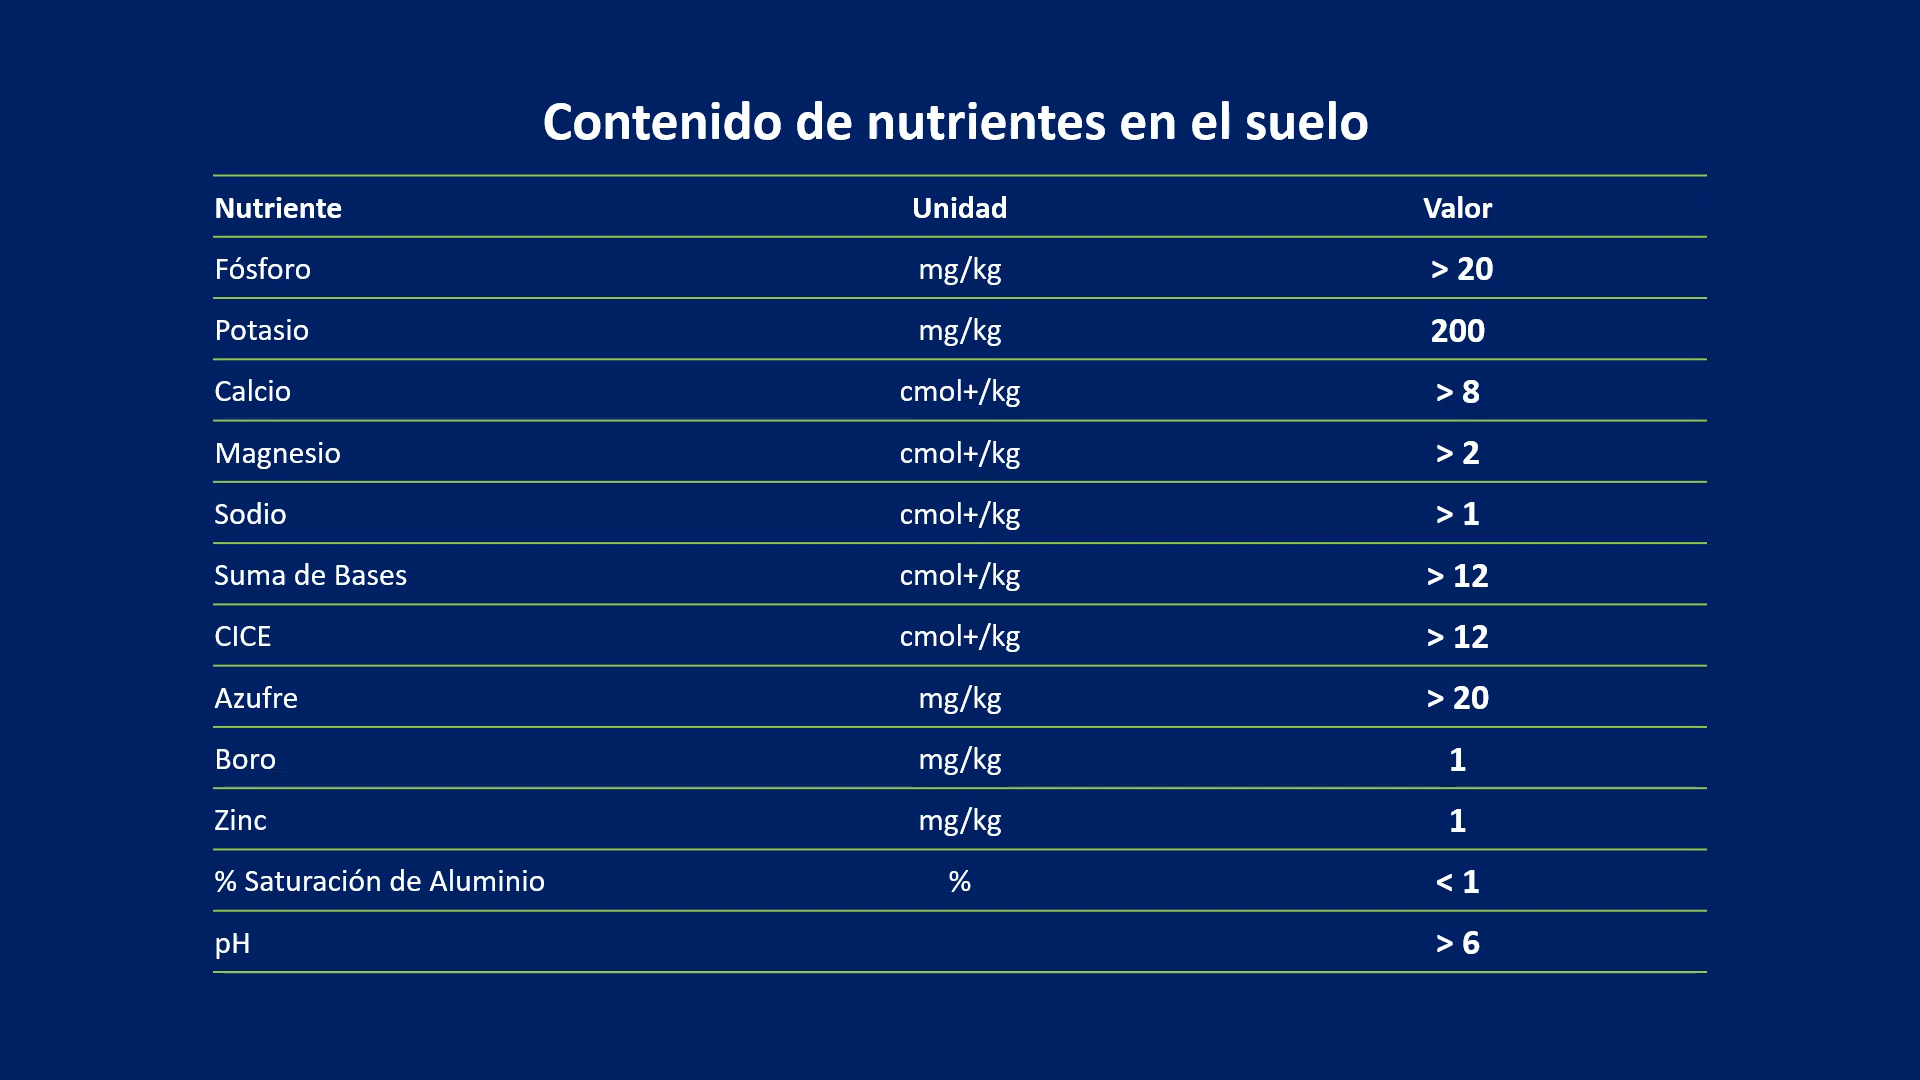 Contenido de nutrientes en el suelo
Nutriente Unidad Valor
Fósforo mg/kg > 20
Potasio mg/kg 200
Calcio cmol+/kg > 8
Magnesio cmol+/kg > 2
Sodio cmol+/kg > 1
Suma de Bases cmol+/kg > 12
CICE cmol+/kg > 12
Azufre mg/kg > 20
Boro mg/kg 1
Zinc mg/kg 1
% Saturación de Aluminio % < 1
pH > 6